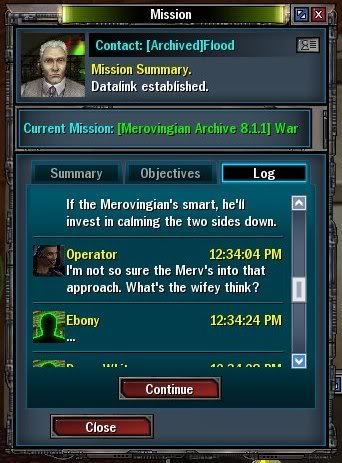 Mission
Contact: [Archived]Flood
Mission Summary.
Datalink established.
Current Mission: [Merovingian Archive 8.1.1] War
Summary Objectives Log
If the Merovingian's smart, he'll
invest in calming the two sides down.
Operator 12:34:04 PM
I'm not so sure the Merv's into that
approach. What's the wifey think?
Ebony 12:34:24 PM
...
Continue
Close